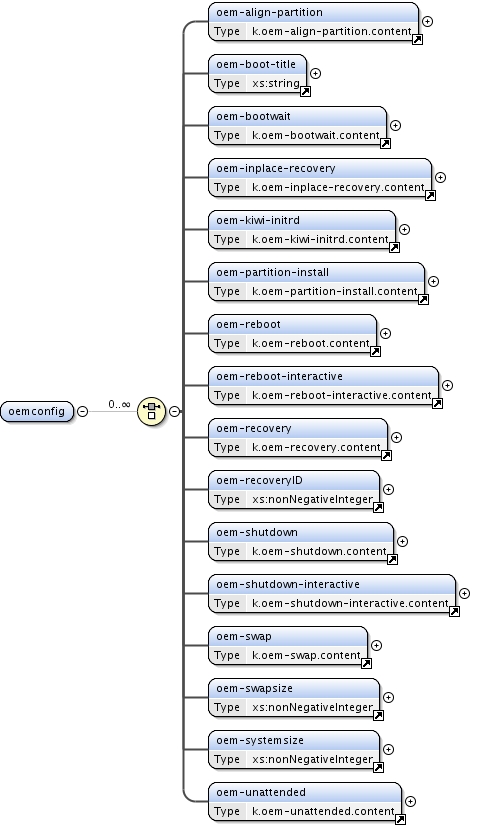 oem-align-partition
Type k.oem-align-partition.content
oem-boot-title
Type xs:string
oem-bootwait
Type k.oem-bootwait.content
oem-inplace-recovery
Type k.oem-inplace-recovery.content
oem-kiwi-initrd
Type k.oem-kiwi-initrd.content
oem-partition-install
Type k.oem-partition-install.content
oem-reboot
Type k.oem-reboot.content
oem-reboot-interactive
Type k.oem-reboot-interactive.content
oemconfig
0..∞
oem-recovery
Type k.oem-recovery.content
oem-recoveryID
Type xs:nonNegativeInteger
oem-shutdown
Type k.oem-shutdown.content
oem-shutdown-interactive
Type k.oem-shutdown-interactive.content
oem-swap
Type k.oem-swap.content
oem-swapsize
Type xs:nonNegativeInteger
oem-systemsize
Type xs:nonNegativeInteger
oem-unattended
Type k.oem-unattended.content